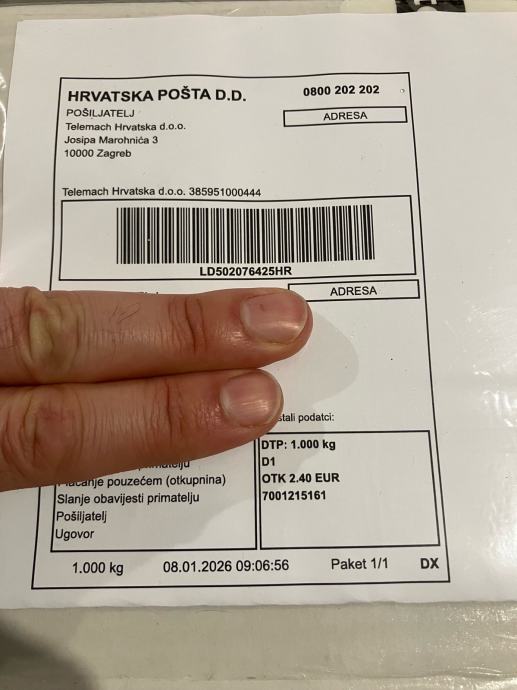 HRVATSKA POŠTA D.D.
0800 202 202
POŠILJATELJ
ADRESA
Telemach Hrvatska d.o.o.
Josipa Marohnića 3
10000 Zagreb
Telemach Hrvatska d.o.o. 385951000444
LD502076425HR
ADRESA
stali podatci:
DTP: 1.000 kg
D1
pouzećem (otkupnina)
OTK 2.40 EUR
Slanje obavijesti primatelju
7001215161
Pošiljatelj
Ugovor
1.000 kg 08.01.2026 09:06:56 Paket 1/1 DX